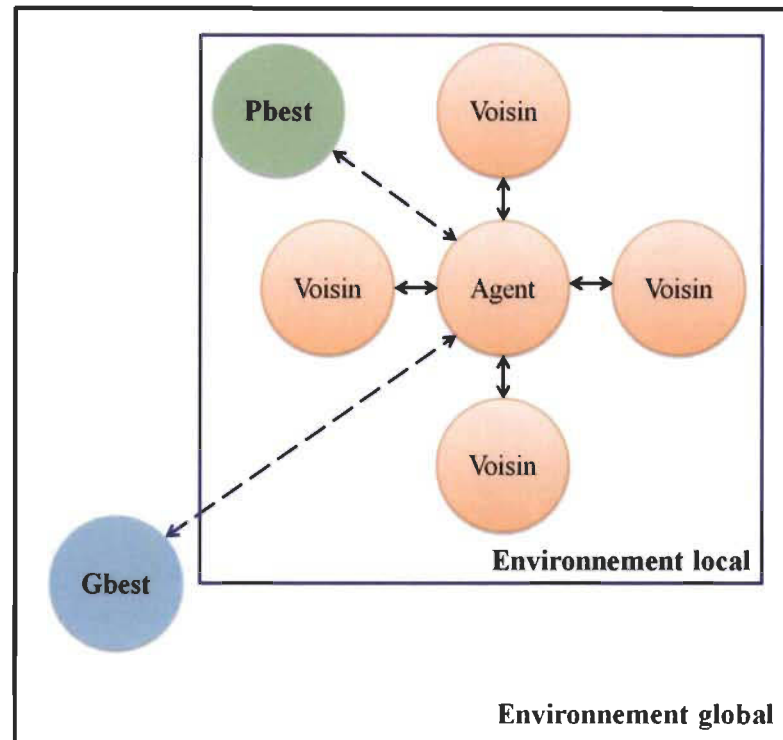 Pbest
Voisin
Voisin
Agent
Voisin
Voisin
Environnement local
Gbest
Environnement global